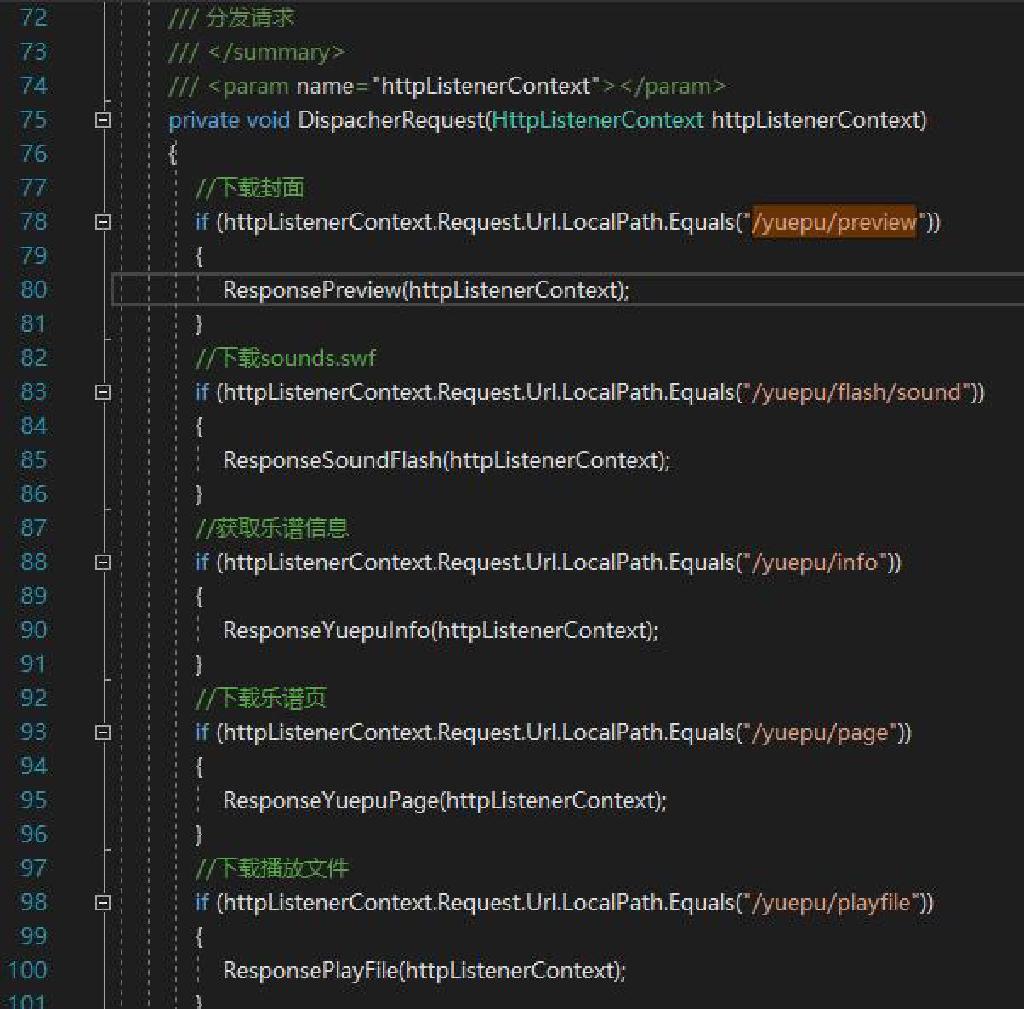 72 /// 分发请求
73 /// </summary>
74 /// <param name="httpListenerContext"></param>
75 private void DispacherRequest(HttpListenerContext httpListenerContext)
76 {
77 //下载封面
78 if (httpListenerContext.Request.Url.LocalPath.Equals("/yuepu/preview"))
79 {
80 ResponsePreview(httpListenerContext);
81 }
82 //下载sounds.swf
83 if (httpListenerContext.Request.Url.LocalPath.Equals("/yuepu/flash/sound"))
84 {
85 ResponseSoundFlash(httpListenerContext);
86 }
87 //获取乐谱信息
88 if (httpListenerContext.Request.Url.LocalPath.Equals("/yuepu/info"))
89 {
90 ResponseYuepuInfo(httpListenerContext);
91 }
92 //下载乐谱页
93 if (httpListenerContext.Request.Url.LocalPath.Equals("/yuepu/page"))
94 {
95 ResponseYuepuPage(httpListenerContext);
96 }
97 //下载播放文件
98 if (httpListenerContext.Request.Url.LocalPath.Equals("/yuepu/playfile"))
99 {
100 ResponsePlayFile(httpListenerContext);
101 }